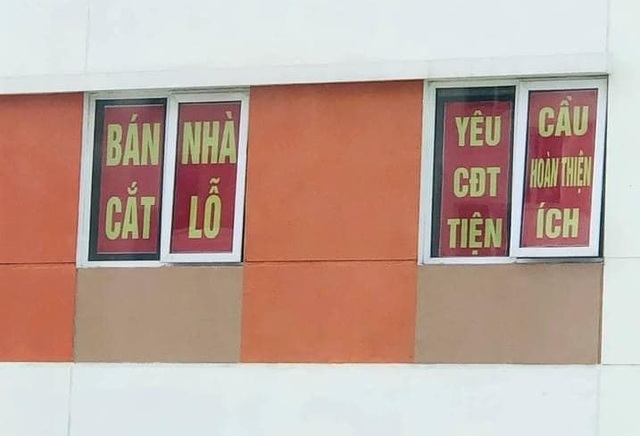 BÁN NHÀ
CẮT LỖ
YÊU CẦU
CĐT HOÀN THIỆN
TIỆN ÍCH